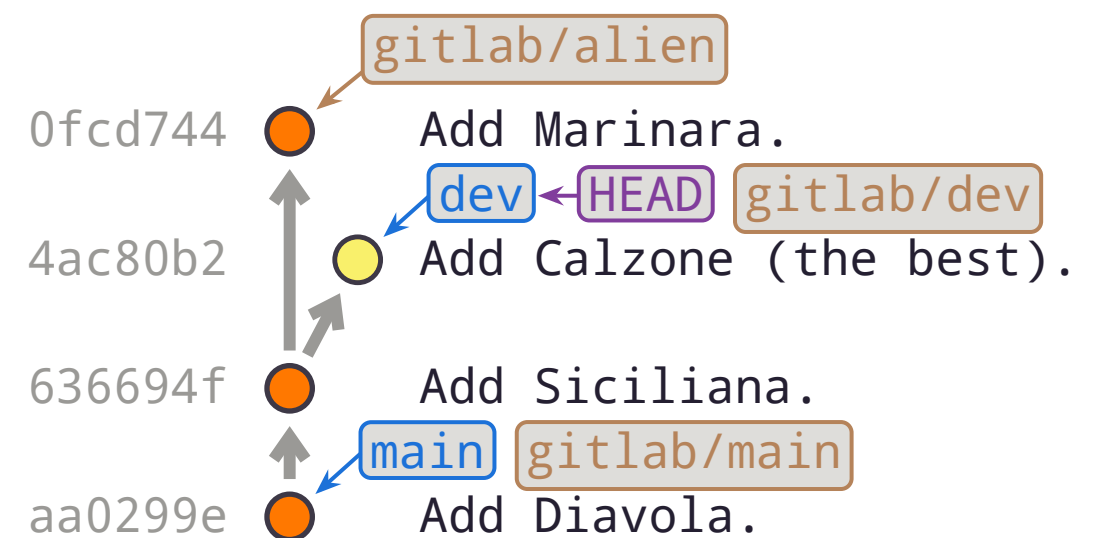 gitlab/alien
0fcd744 Add Marinara.
dev HEAD gitlab/dev
4ac80b2 Add Calzone (the best).
636694f Add Siciliana.
main gitlab/main
aa0299e Add Diavola.